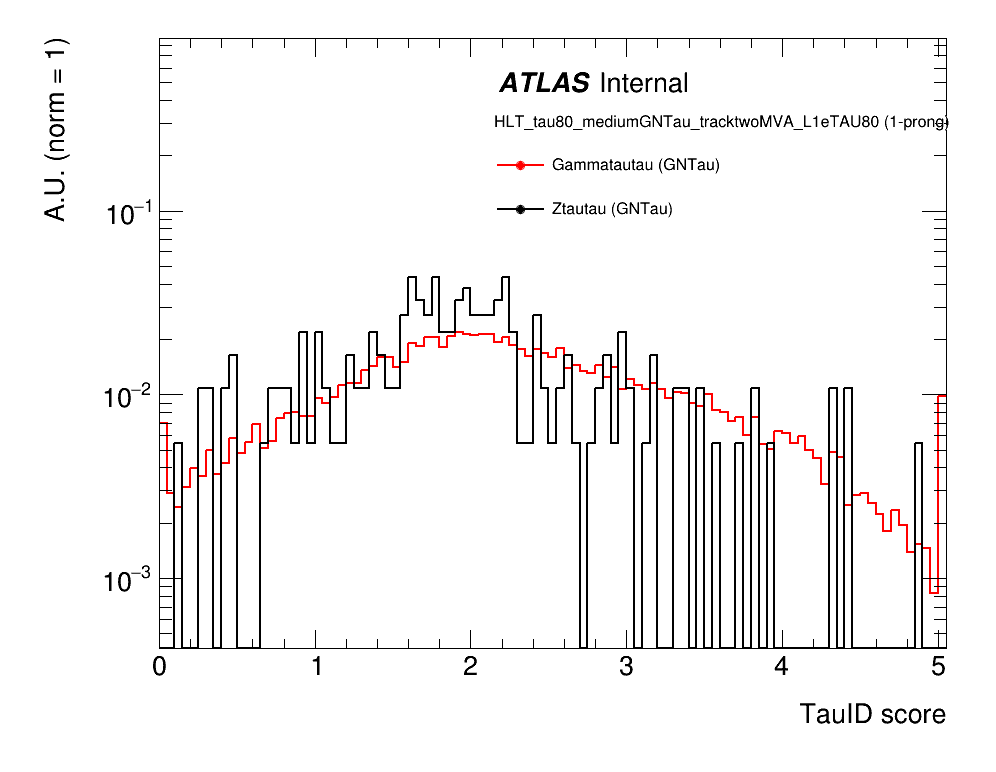 A.U. (norm = 1)
ATLAS Internal
HLT_tau80_mediumGNTau_tracktwoMVA_L1eTAU80 (1-prong)
Gammatautau (GNTau)
Ztautau (GNTau)
10⁻¹
10⁻²
10⁻³
0 1 2 3 4 5
TauID score